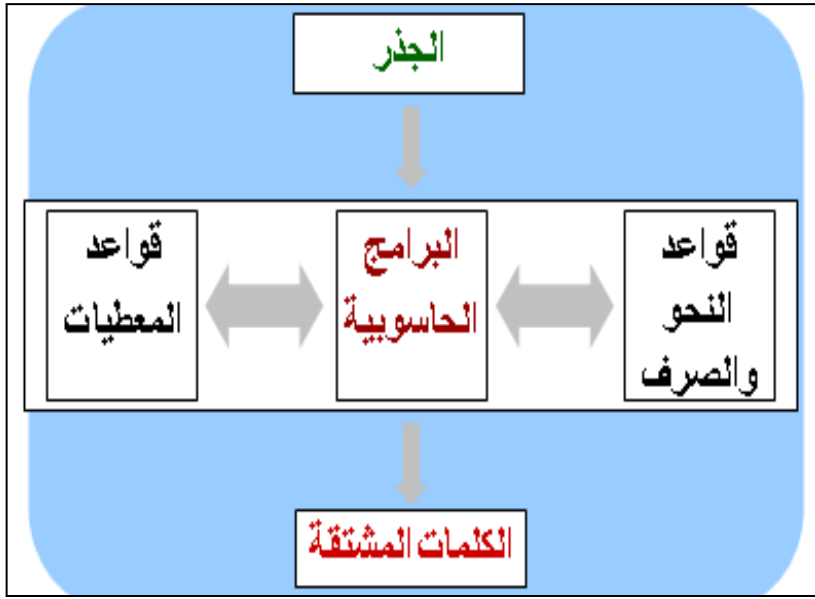 الجذر
قواعد
النحو
والصرف
البرامج
الحاسوبية
قواعد
المعطيات
الكلمات المشتقة